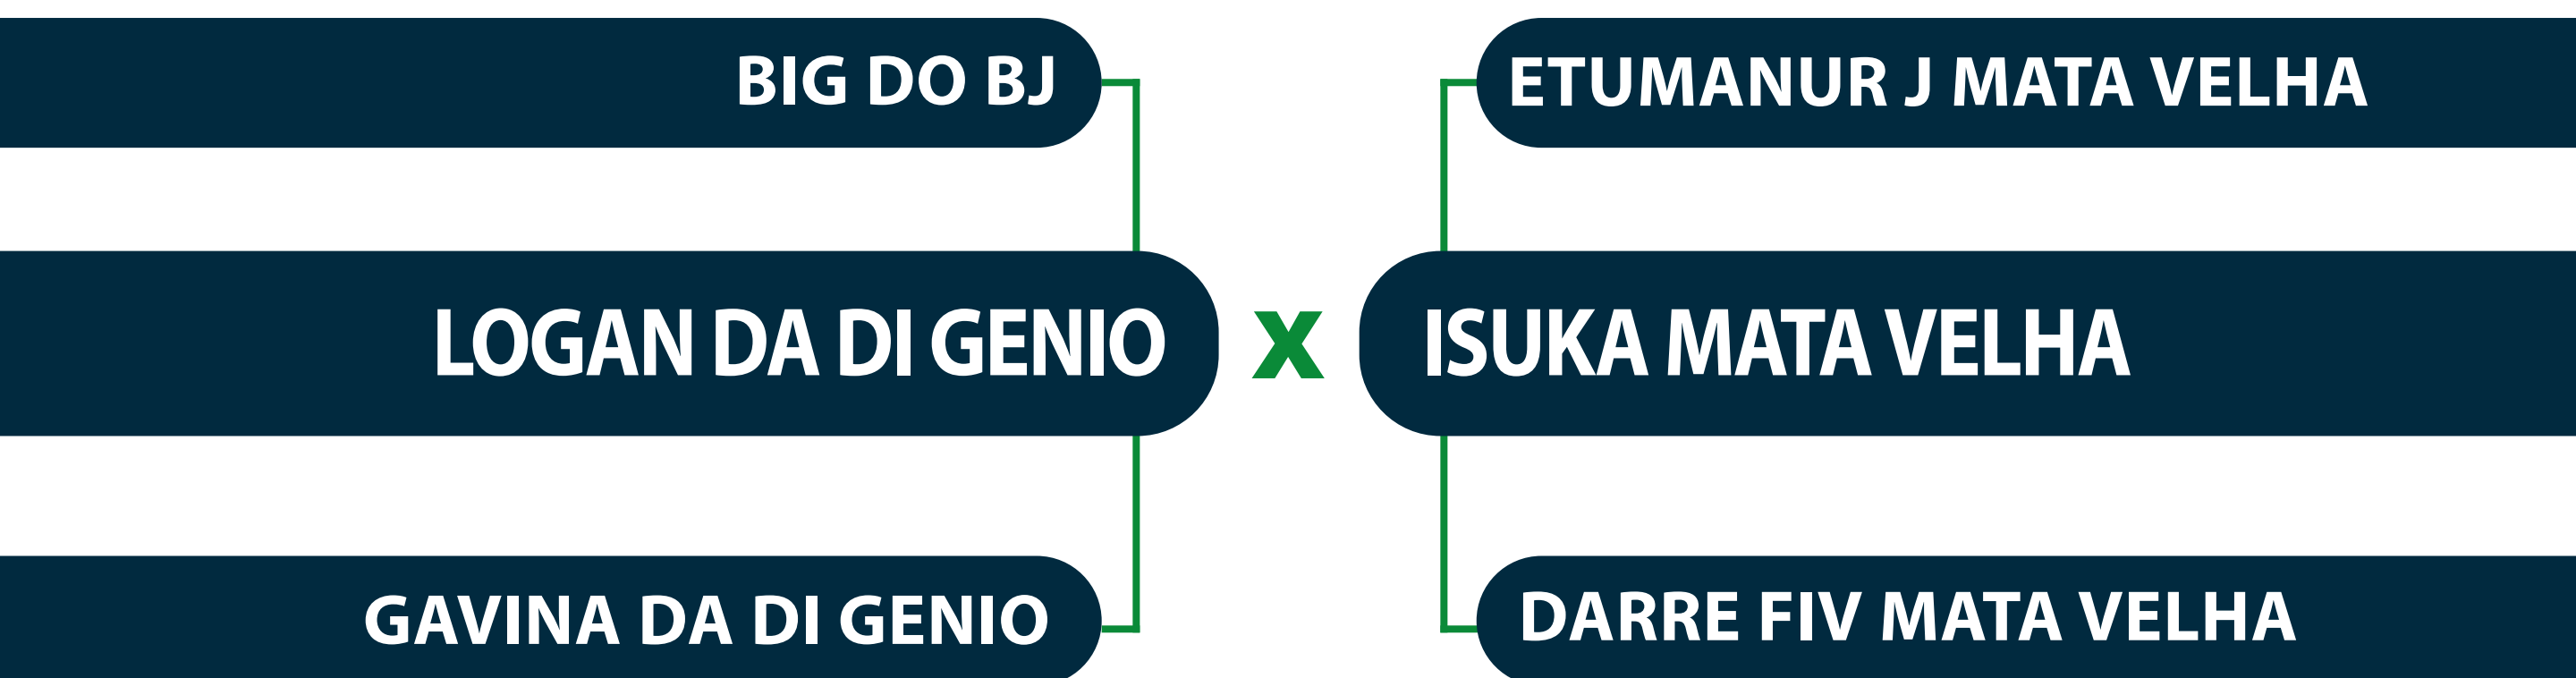 BIG DO BJ
ETUMANUR J MATA VELHA
LOGAN DA DI GENIO X ISUKA MATA VELHA
GAVINA DA DI GENIO
DARRE FIV MATA VELHA